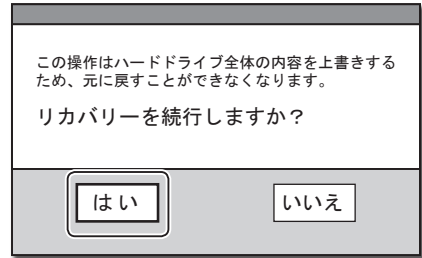 この操作はハードドライブ全体の内容を上書きする
ため、元に戻すことができなくなります。
リカバリーを続行しますか？
はい
いいえ